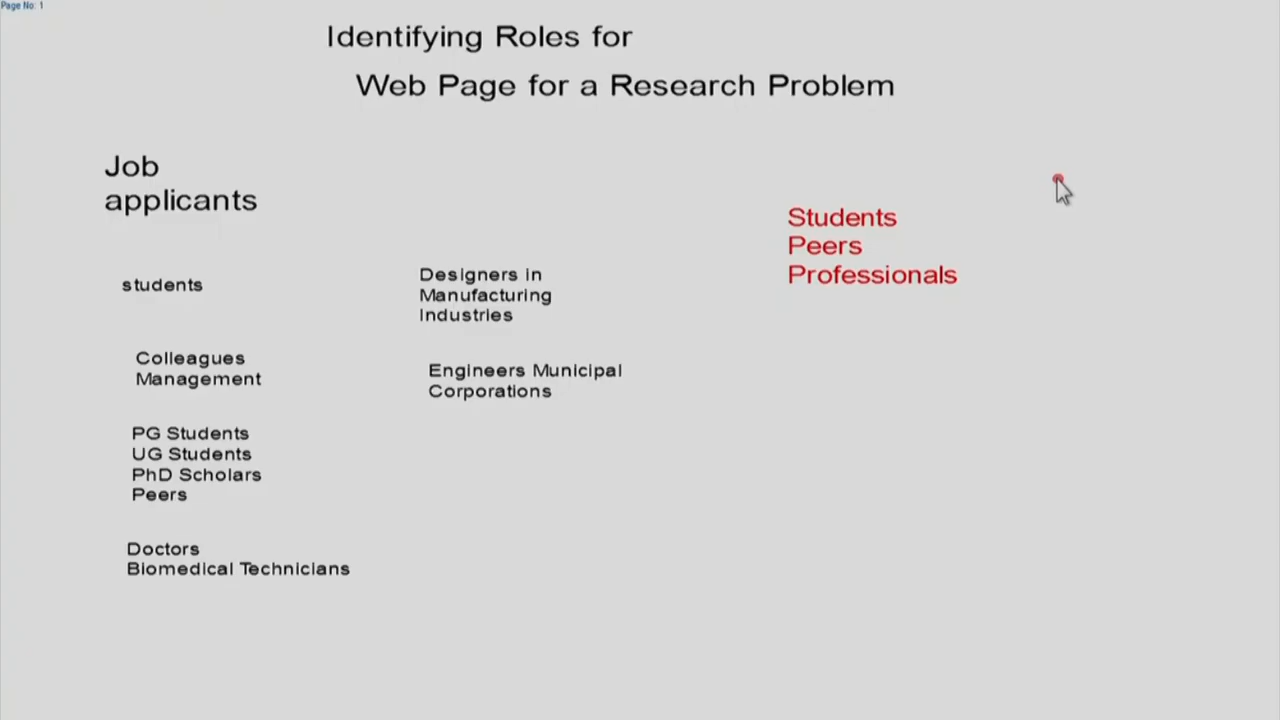 Page No: 1
Identifying Roles for
Web Page for a Research Problem
Job
applicants
students
Colleagues
Management
PG Students
UG Students
PhD Scholars
Peers
Doctors
Biomedical Technicians
Designers in
Manufacturing
Industries
Engineers Municipal
Corporations
Students
Peers
Professionals